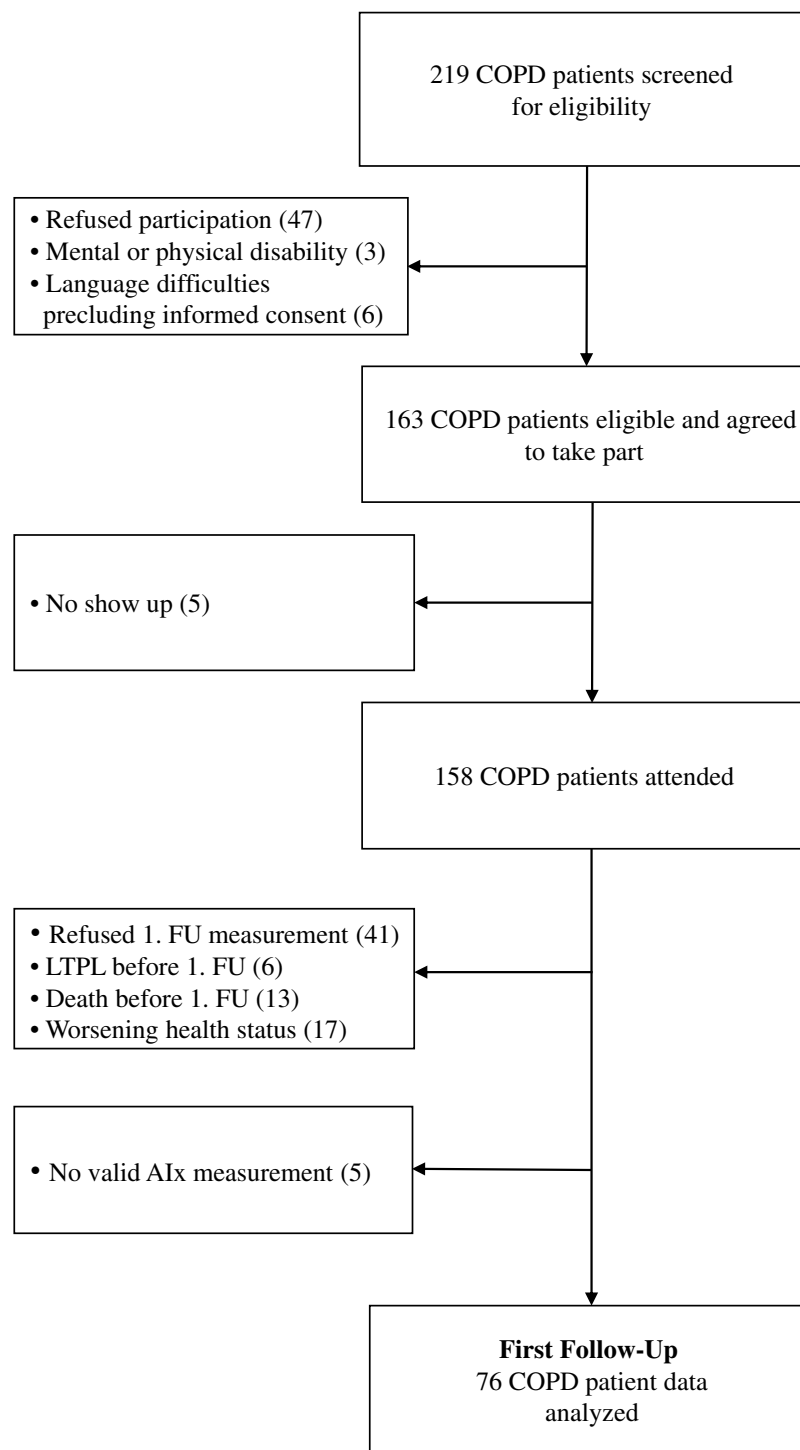 219 COPD patients screened
for eligibility
• Refused participation (47)
• Mental or physical disability (3)
• Language difficulties
precluding informed consent (6)
163 COPD patients eligible and agreed
to take part
• No show up (5)
158 COPD patients attended
• Refused 1. FU measurement (41)
• LTPL before 1. FU (6)
• Death before 1. FU (13)
• Worsening health status (17)
• No valid AIx measurement (5)
First Follow-Up
76 COPD patient data
analyzed